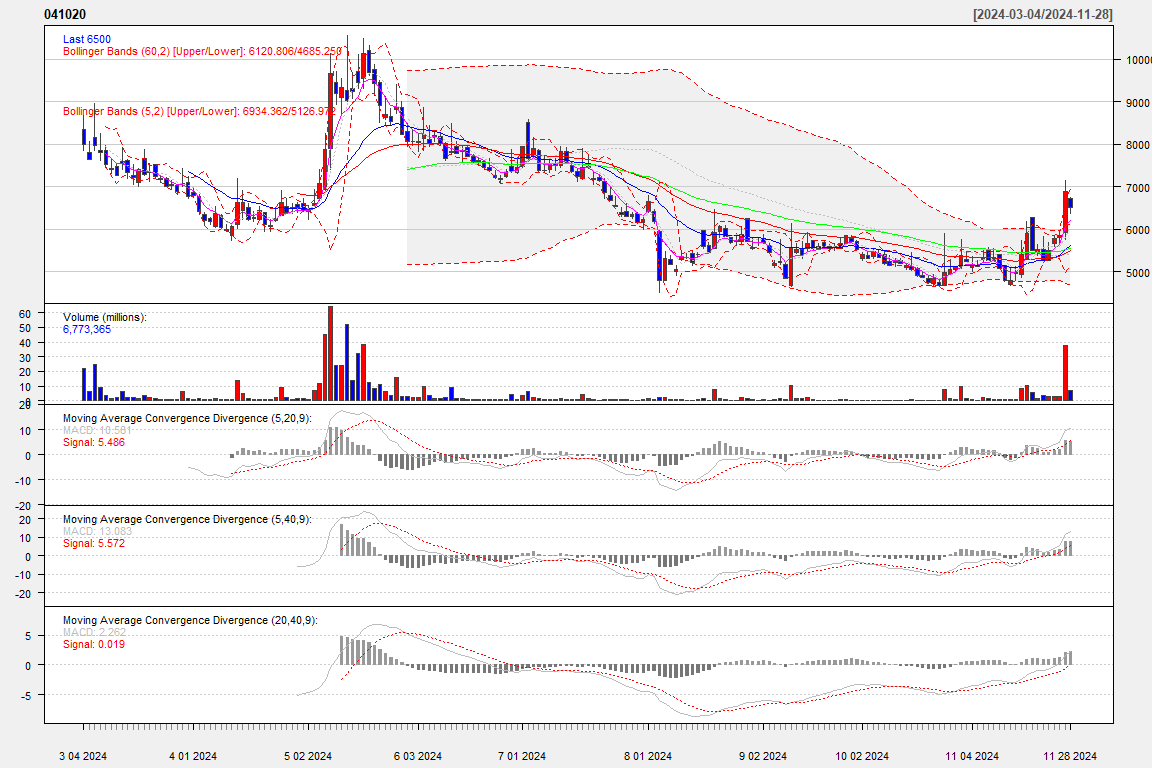 041020 [2024-03-04/2024-11-28]
Last 6500
Bollinger Bands (60,2) [Upper/Lower]: 6120.806/4685.250
Bollinger Bands (5,2) [Upper/Lower]: 6934.362/5126.972
10000
9000
8000
7000
6000
5000
Volume (millions):
6,773,365
60
50
40
30
20
10
0
Moving Average Convergence Divergence (5,20,9):
MACD: 10.581
Signal: 5.486
20
10
0
-10
-20
Moving Average Convergence Divergence (5,40,9):
MACD: 13.083
Signal: 5.572
20
10
0
-10
-20
Moving Average Convergence Divergence (20,40,9):
MACD: 2.262
Signal: 0.019
5
0
-5
3 04 2024 4 01 2024 5 02 2024 6 03 2024 7 01 2024 8 01 2024 9 02 2024 10 02 2024 11 04 2024 11 28 2024